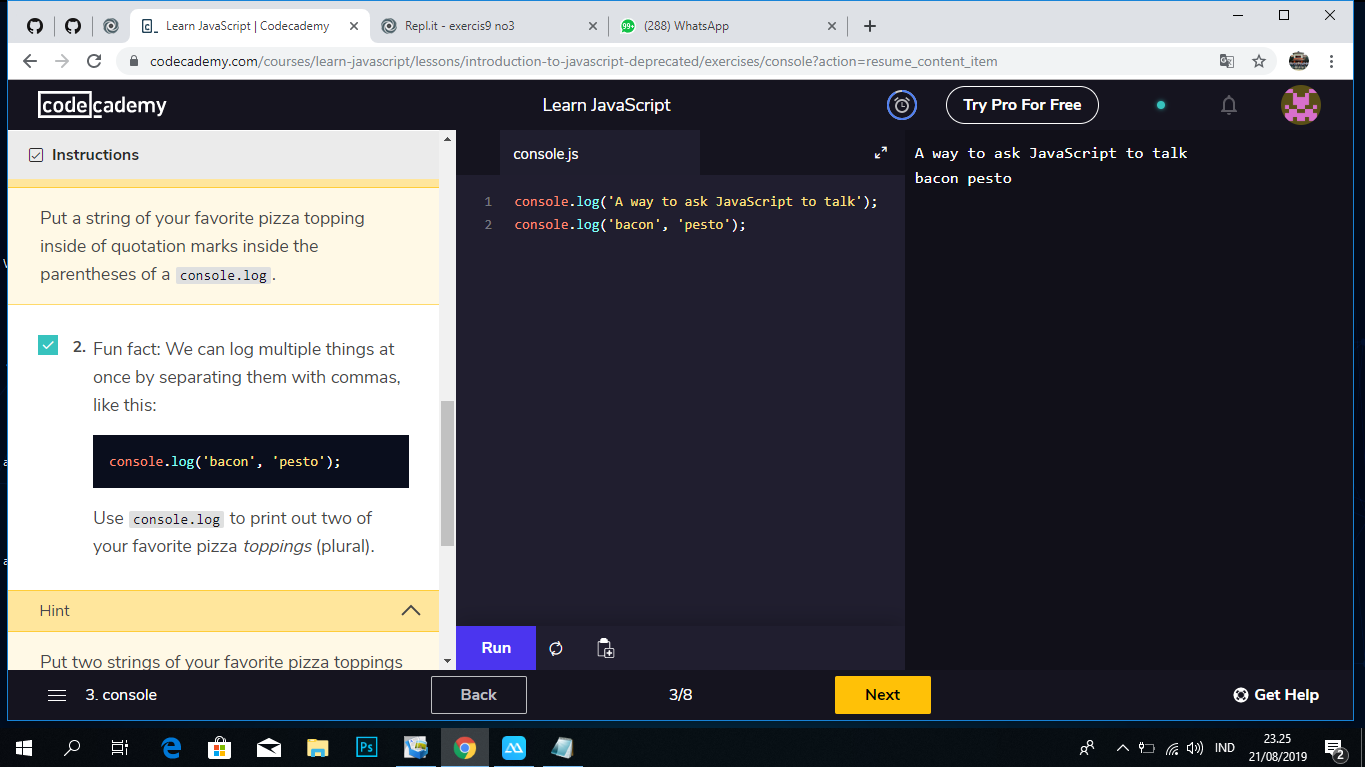 Learn JavaScript | Codecademy
Repl.it - exercis9 no3
99+
(288) WhatsApp
codecademy.com/courses/learn-javascript/lessons/introduction-to-javascript-deprecated/exercises/console?action=resume_content_item
codecademy
Learn JavaScript
Try Pro For Free
Instructions
Put a string of your favorite pizza topping
inside of quotation marks inside the
parentheses of a console.log.
2. Fun fact: We can log multiple things at
once by separating them with commas,
like this:
console.log('bacon', 'pesto');
Use console.log to print out two of
your favorite pizza toppings (plural).
Hint
Put two strings of your favorite pizza toppings
console.js
1 console.log('A way to ask JavaScript to talk');
2 console.log('bacon', 'pesto');
Run
A way to ask JavaScript to talk
bacon pesto
3. console
Back
3/8
Next
Get Help
Ps
IND
23.25
21/08/2019
2